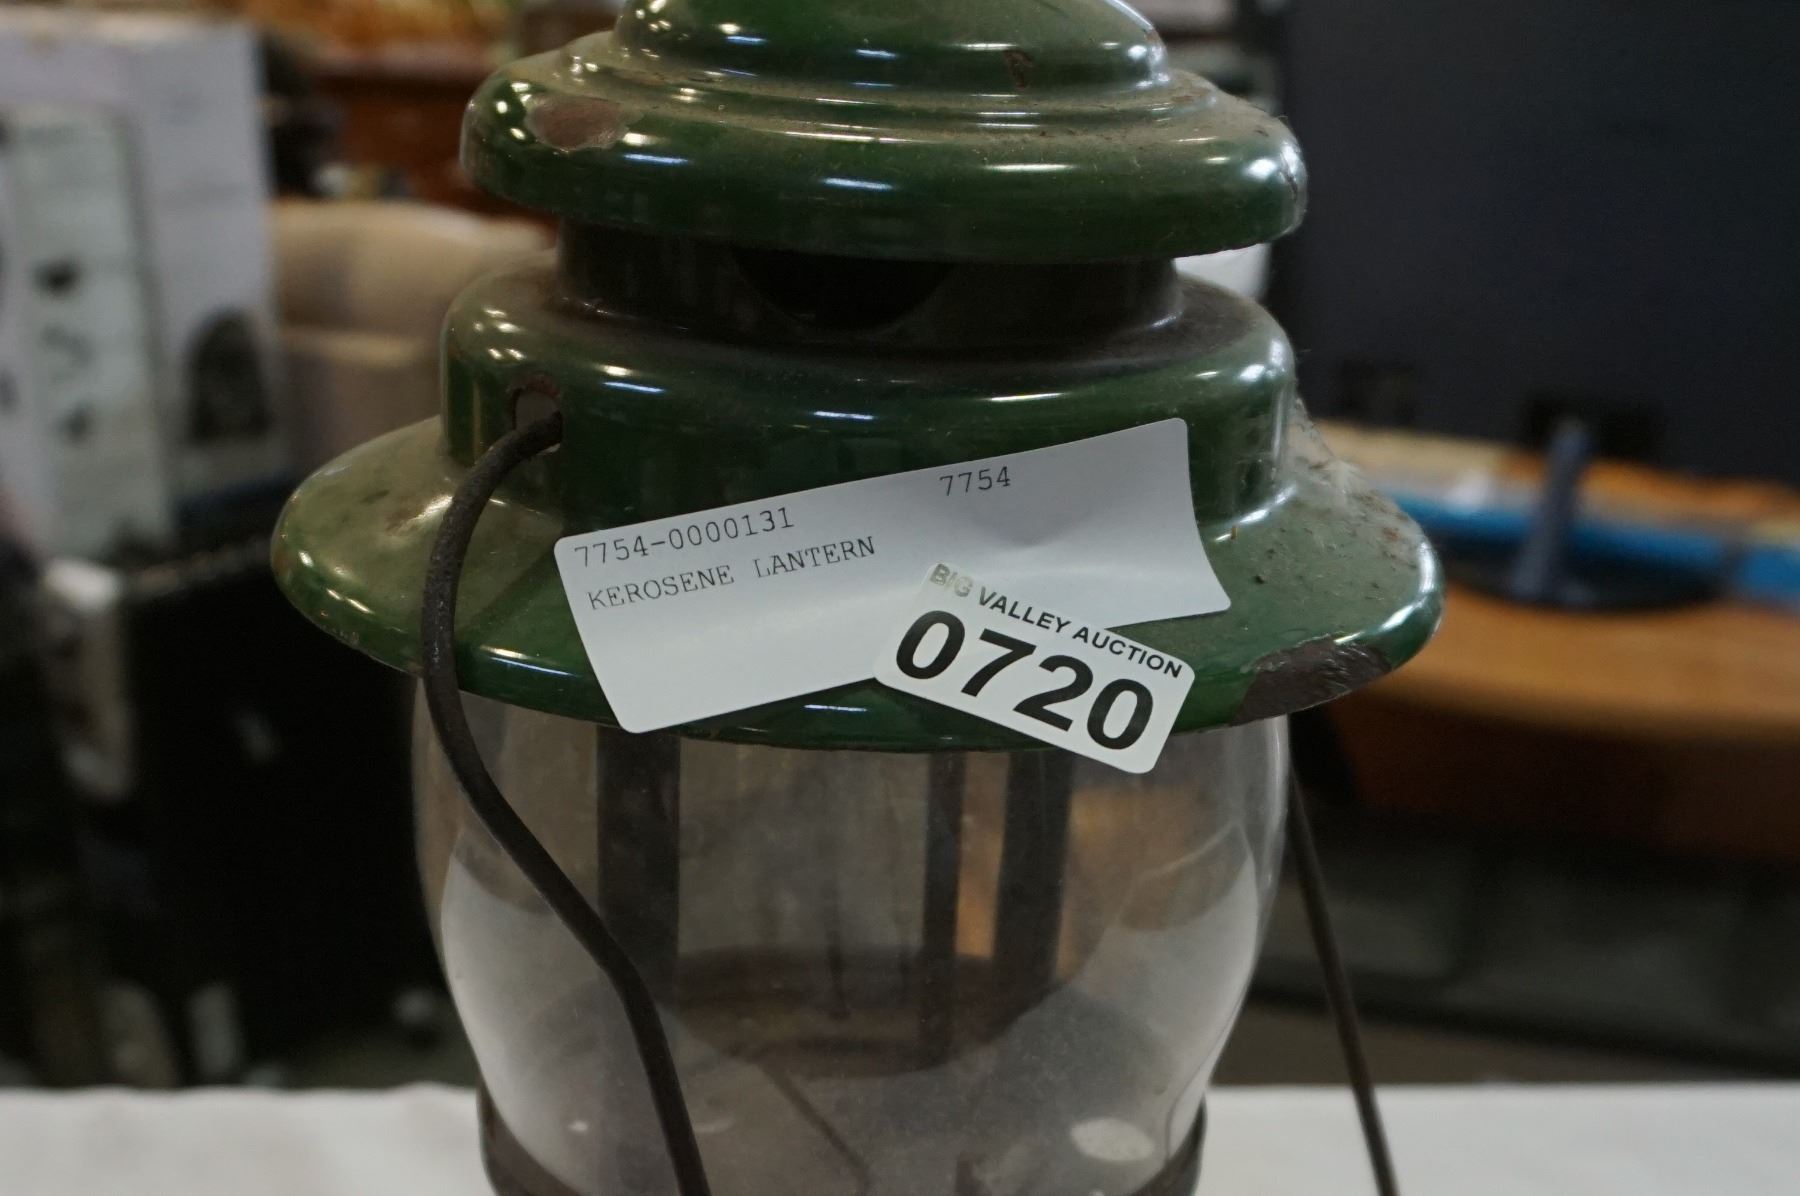 7754-0000131 7754
KEROSENE LANTERN
BIG VALLEY AUCTION
0720